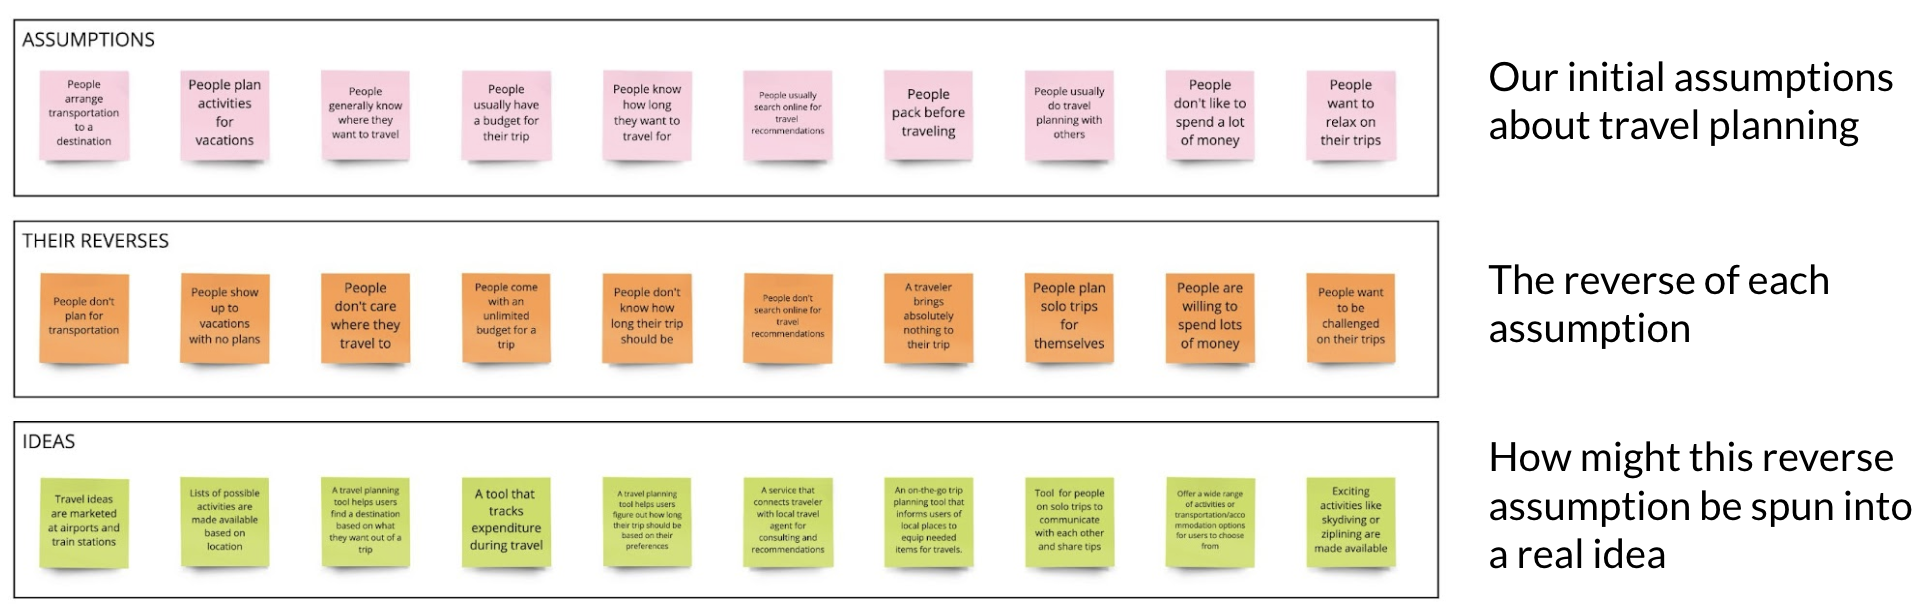 ASSUMPTIONS
People
arrange
transportation
to a
destination
People plan
activities
for
vacations
People
generally know
where they
want to travel
People
usually have
a budget for
their trip
People know
how long
they want to
travel for
People usually
search online for
travel
recommendations
People
pack before
traveling
People usually
do travel
planning with
others
People
don't like to
spend a lot
of money
People
want to
relax on
their trips
Our initial assumptions
about travel planning
THEIR REVERSES
People don't
plan for
transportation
People show
up to
vacations
with no plans
People
don't care
where they
travel to
People come
with an
unlimited
budget for a
trip
People don't
know how
long their trip
should be
People don't
search online for
travel
recommendations
A traveler
brings
absolutely
nothing to
their trip
People plan
solo trips
for
themselves
People are
willing to
spend lots
of money
People want
to be
challenged
on their trips
The reverse of each
assumption
IDEAS
Travel ideas
are marketed
at airports and
train stations
Lists of possible
activities are
made available
based on
location
A travel planning
tool helps users
find a destination
based on what
they want out of a
trip
A tool that
tracks
expenditure
during travel
A travel planning
tool helps users
figure out how long
their trip should be
based on their
preferences
A service that
connects traveler
with local travel
agent for
consulting and
recommendations
An on-the-go trip
planning tool that
informs users of
local places to
equip needed
items for travels.
Tool for people
on solo trips to
communicate
with each other
and share tips
Offer a wide range
of activities or
transportation/acco
mmodation options
for users to choose
from
Exciting
activities like
skydiving or
ziplining are
made available
How might this reverse
assumption be spun into
a real idea